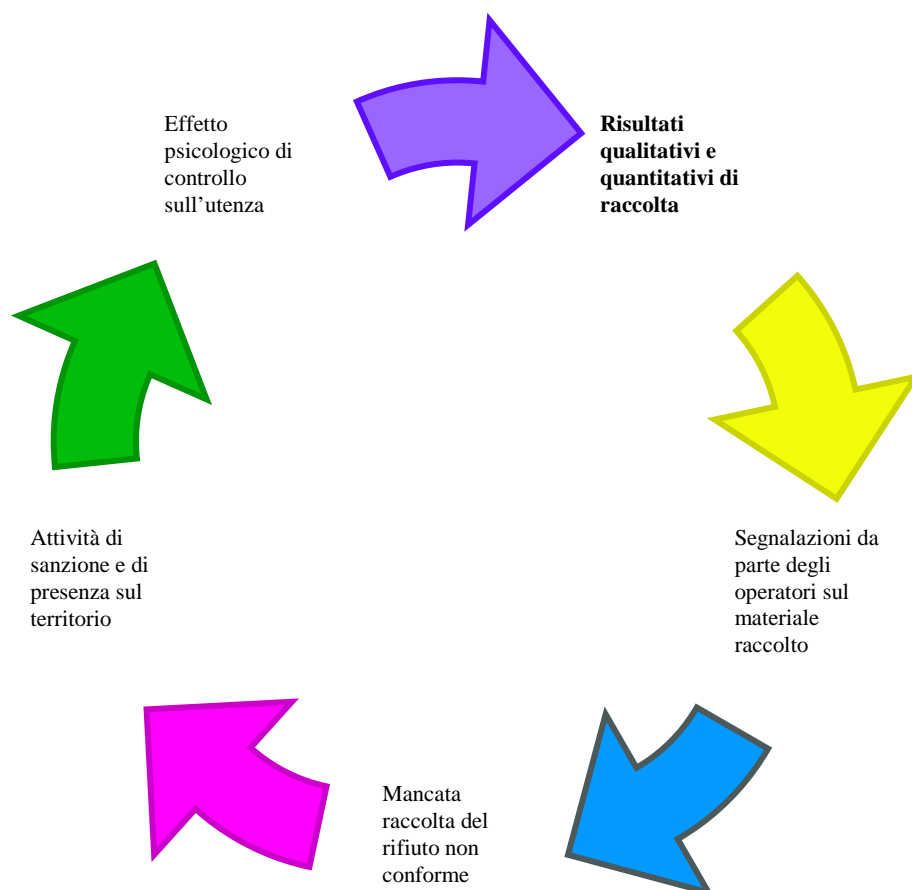 Effetto
psicologico di
controllo
sull’utenza
Risultati
qualitativi e
quantitativi di
raccolta
Segnalazioni da
parte degli
operatori sul
materiale
raccolto
Mancata
raccolta del
rifiuto non
conforme
Attività di
sanzione e di
presenza sul
territorio